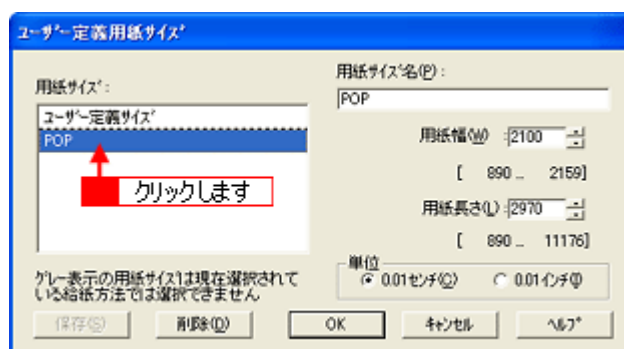 ユーザー定義用紙サイズ
用紙サイズ:
ユーザー定義サイズ
POP
クリックします
グレー表示の用紙サイズは現在選択されて
いる給紙方法では選択できません
用紙サイズ名(P):
POP
用紙幅(W) :2100
[ 890 .. 2159]
用紙長さ(L):2970
[ 890 .. 11176]
単位
0.01センチ(C) 0.01インチ(I)
保存(S) 削除(D) OK キャンセル ヘルプ